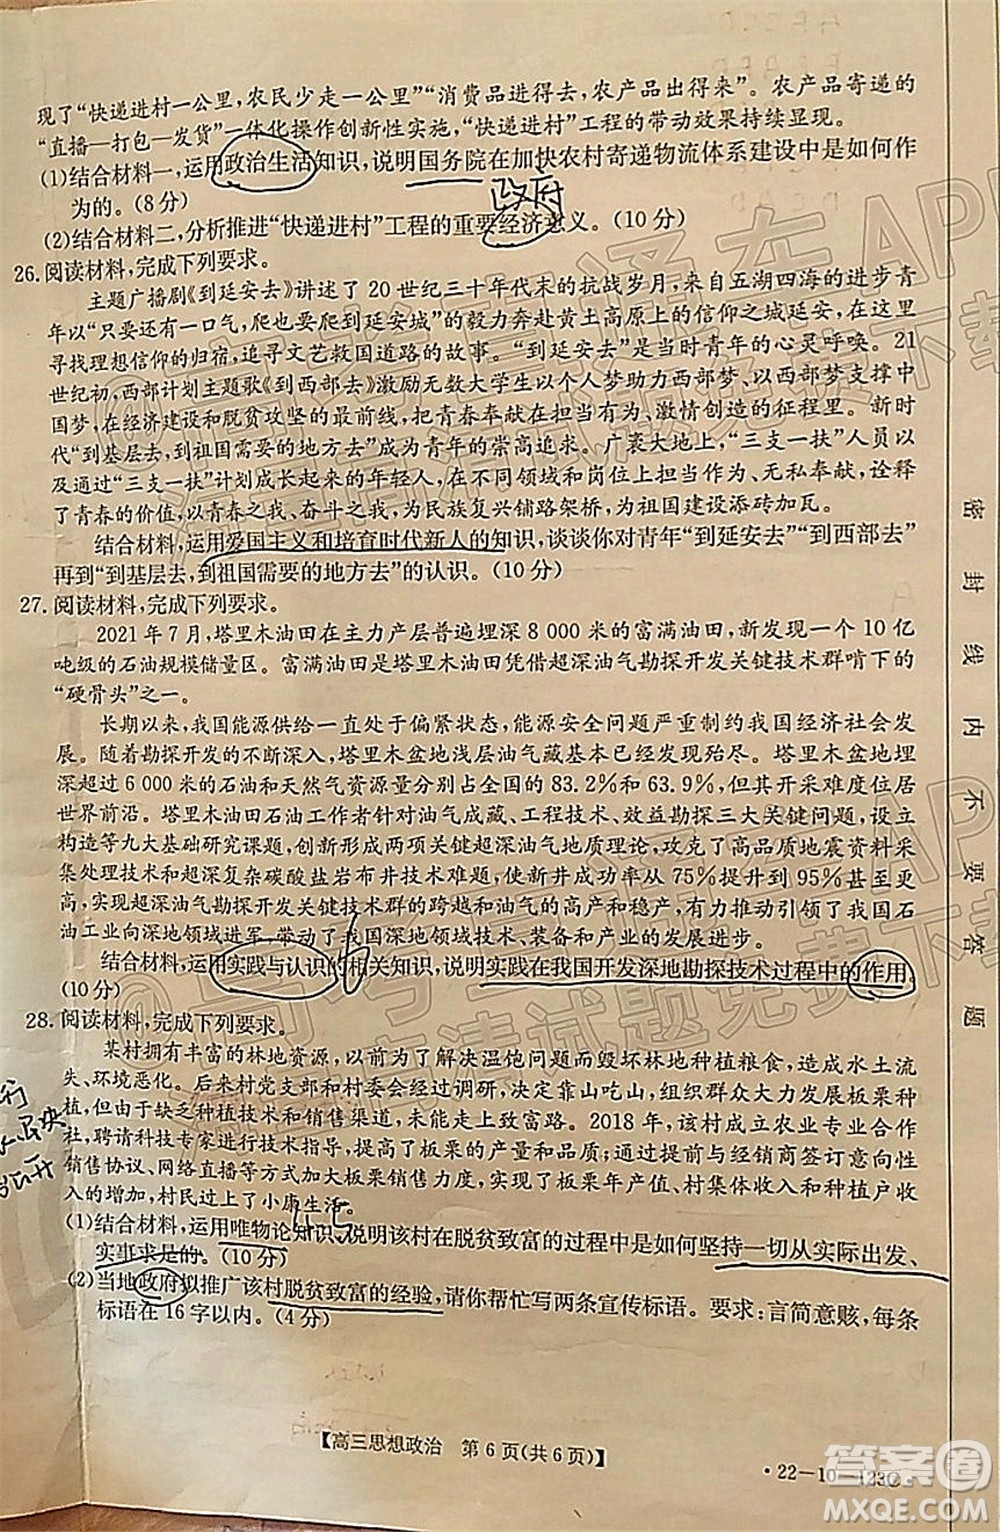 现了“快递进村一公里，农民少走一公里”“消费品进得去，农产品出得来”。农产品寄递
“直播—打包—发货”一体化操作创新性实施，“快递进村”工程的带动效果持续显现。
(1)结合材料一，运用政治生活知识，说明国务院在加快农村寄递物流体系建设中是如何作
为的。(8分)
政府
(2)结合材料二，分析推进“快递进村”工程的重要经济意义。(10分)
26.阅读材料，完成下列要求。
主题广播剧《到延安去》讲述了20世纪三十年代末的抗战岁月，来自五湖四海的进步青
年以“只要还有一口气，爬也要爬到延安城”的毅力奔赴黄土高原上的信仰之城延安，
寻找理想信仰的归宿，追寻文艺救国道路的故事。“到延安去”是当时青年的心灵呼唤。21
世纪初，西部计划主题歌《到西部去》激励无数大学生以西部梦、以西部梦支撑中
国梦，在经济建设和脱贫攻坚的最前线，把青春奉献在投入、激情创造的征程里。新时
代“到基层去，到祖国需要的地方去”成为青年的崇高追求。广袤大地上，“三支一扶”人员以
及通过“三支一扶”计划成长起来的青年，在不同的地域和岗位上担当作为，诠释
了青春的价值，以青春之我、奋斗之我，为民族复兴铺路架桥，为祖国建设添砖加瓦。
结合材料，运用爱国主义和培育时代新人的知识，谈谈你对青年“到延安去”“到西部去”
再到“到基层去，到祖国需要的地方去”的认识。(10分)
27.阅读材料，完成下列要求。
2021年7月，塔里木油田在主力产层普遍埋深8 000米的富满油田，新发现一个10亿
吨级的石油规模储量区。富满油田是塔里木油田凭借超深油气勘探开发关键技术群啃下的
“硬骨头”之一。
长期以来，我国能源供给一直处于偏紧状态，能源安全问题严重制约我国经济社会发
展。随着勘探开发的不断深入，塔里木盆地浅层油气藏基本已经发现殆尽。塔里木盆地埋
深超过6 000米的石油和天然气资源量分别占全国的83.2%和63.9%，但其开采难度位居
世界前沿。塔里木油田石油工作者针对油气成藏、工程技术、效益勘探三大关键，加强深部
构造等九大基础研究课题，创新形成两项关键超深油气地质理论，攻克了高品质地震资料采
集处理技术和超深复杂碳酸盐岩布井技术难题，使新井成功率从75%提升到95%甚至更
高，超深油气勘探开发关键技术群的跨越和油气的高产和稳产，有力推动引领了我国石
油工业向深地领域进军，带动了我国深地领域技术、装备和产业的发展进步。
结合材料，运用实践与认识的相关知识，说明实践在我国开发深地勘探技术过程中的作用。
(10分)
28.阅读材料，完成下列要求。
某村拥有丰富的林地资源，以前为了解决温饱问题而毁坏林地种植粮食，造成水土流
失、环境恶化。后来村党支部和村委会经过调研，决定靠山吃山，组织群众大力发展板栗种
植，但由于缺乏种植技术和销售渠道，未能走上致富路。2018年，该村成立农业专业合作
社，聘请科技专家进行技术指导，提高了板栗的产量和品质；与经销商签订板栗
销售协议、网络直播等方式加大板栗宣传和销售力度，实现了板栗年产值、村集体收入和种植户收
入的增加，村民过上了小康生活。
(1)结合材料，运用唯物论知识，说明该村在脱贫致富的过程中是如何坚持一切从实际出发、
实事求是的。(10分)
(2)当地政府拟推广该村脱贫致富的经验，请你帮忙写两条宣传标语。要求：言简意赅，每条
标语在16字以内。(4分)
【高三思想政治　第6页(共6页)】
·22—10—123C·
密 封 线 内 不 要 答 题
答案圈
MXQE.COM